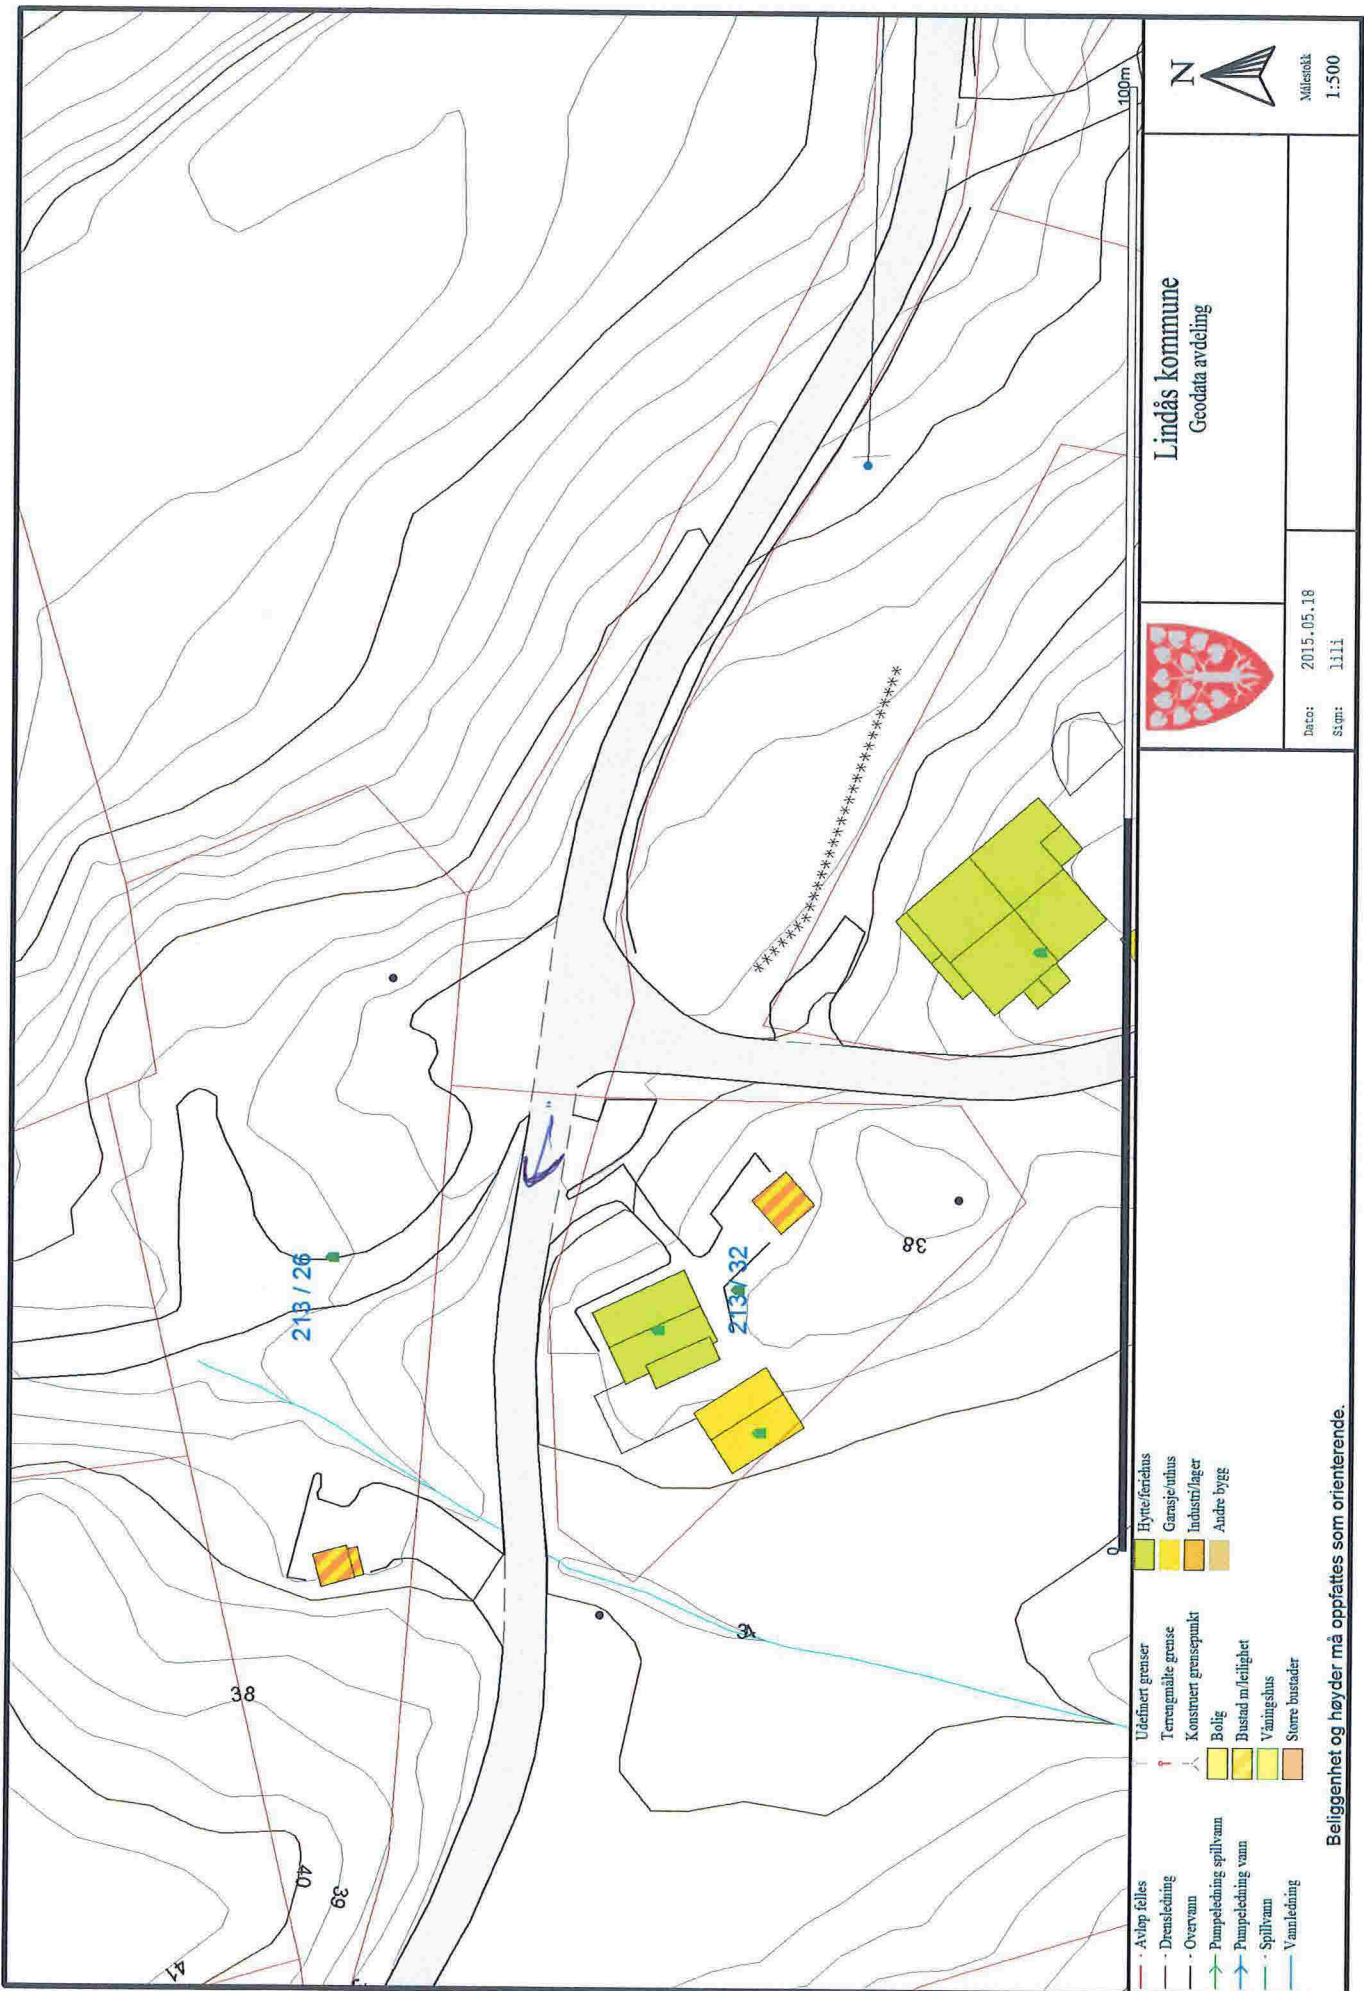 213 / 26
213 / 32
38
34
38
39
40
41
0
100m
Avløp felles
Drensledning
Overvann
Pumpeledning spillvann
Pumpeledning vann
Spillvann
Vannledning
Udefinert grenser
Terrengmålte grense
Konstruert grensepunkt
Bolig
Bustad m/leilighet
Våningshus
Større bustader
Hytte/feriehus
Garasje/uthus
Industri/lager
Andre bygg
Beliggenhet og høyder må oppfattes som orienterende.
Dato: 2015.05.18
Sign:
Lindås kommune
Geodata avdeling
N
Målestokk
1:500